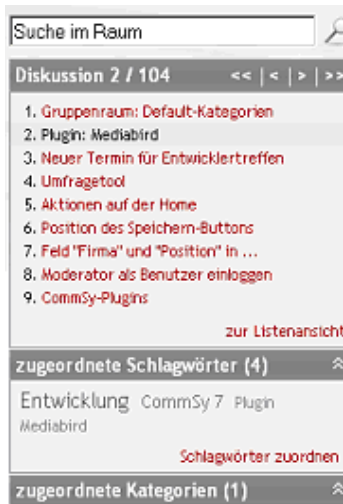 Suche im Raum
Diskussion 2 / 104 << | < | > | >>
1. Gruppenraum: Default-Kategorien
2. Plugin: Mediabird
3. Neuer Termin für Entwicklertreffen
4. Umfragetool
5. Aktionen auf der Home
6. Position des Speichern-Buttons
7. Feld "Firma" und "Position" in ...
8. Moderator als Benutzer einloggen
9. CommSy-Plugins
zur Listenansicht
zugeordnete Schlagwörter (4)
Entwicklung CommSy 7 Plugin
Mediabird
Schlagwörter zuordnen
zugeordnete Kategorien (1)